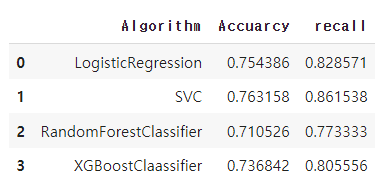 Algorithm Accuarcy recall
0 LogisticRegression 0.754386 0.828571
1 SVC 0.763158 0.861538
2 RandomForestClassifier 0.710526 0.773333
3 XGBoostClaassifier 0.736842 0.805556